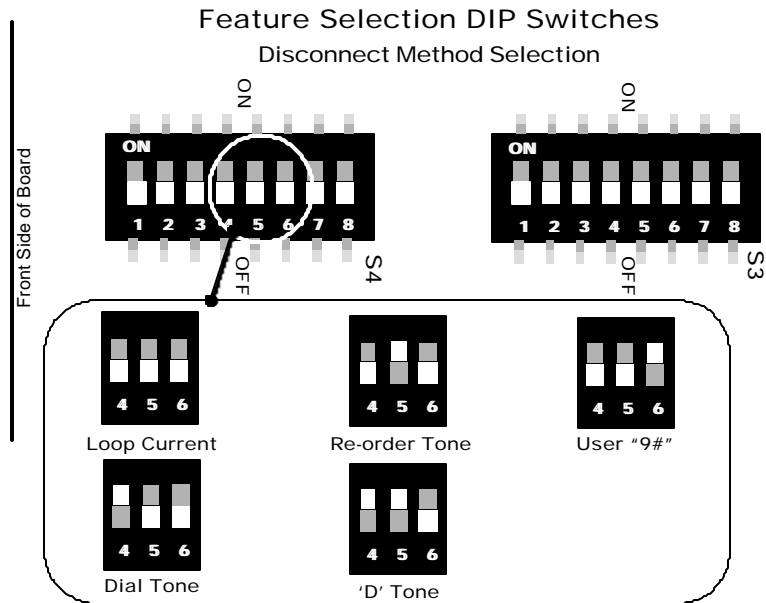 Feature Selection DIP Switches
Disconnect Method Selection
Front Side of Board
ON
ON
1 2 3 4 5 6 7 8
OFF
S4
ON
ON
1 2 3 4 5 6 7 8
OFF
S3
4 5 6
Loop Current
4 5 6
Re-order Tone
4 5 6
User “9#”
4 5 6
Dial Tone
4 5 6
‘D’ Tone